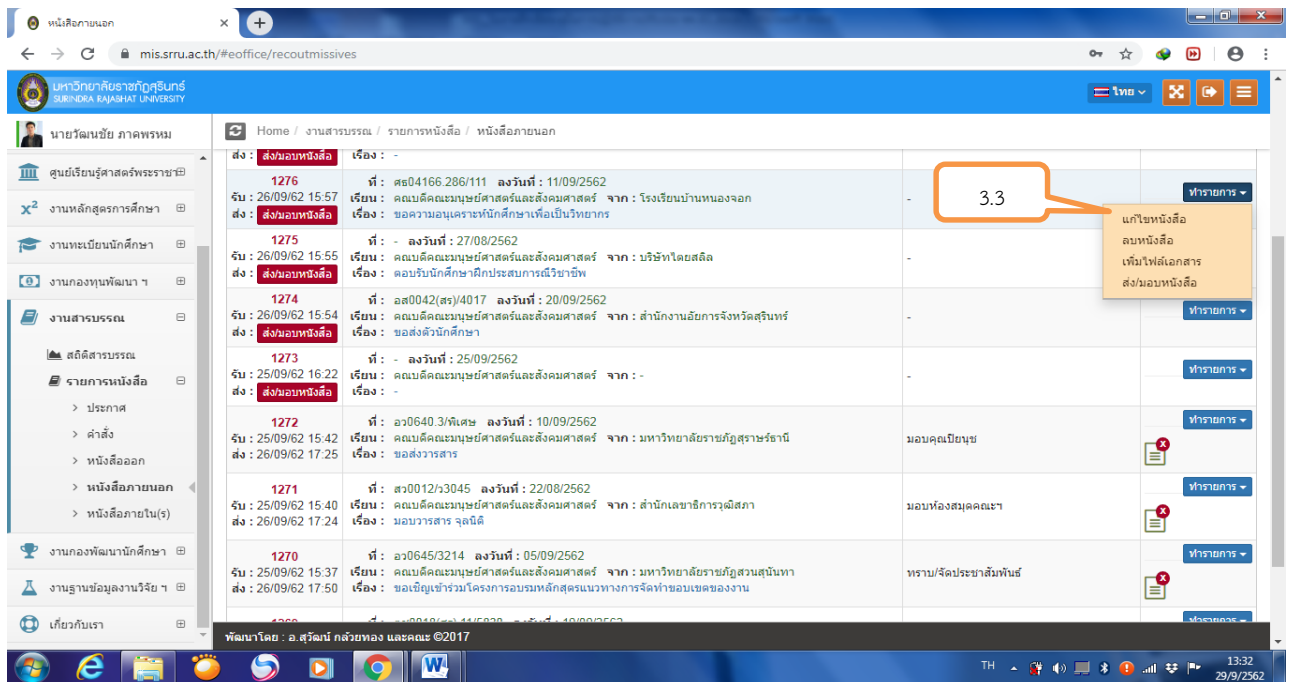 หนังสือภายนอก
mis.srru.ac.th/#eoffice/recoutmissives
มหาวิทยาลัยราชภัฏสุรินทร์
SURINDRA RAJABHAT UNIVERSITY
ไทย
นายวัฒนชัย ภาคพรหม
Home / งานสารบรรณ / รายการหนังสือ / หนังสือภายนอก
ศูนย์เรียนรู้ศาสตร์พระราชา
งานหลักสูตรการศึกษา
งานทะเบียนนักศึกษา
งานกองทุนพัฒนา ฯ
งานสารบรรณ
สถิติสารบรรณ
รายการหนังสือ
> ประกาศ
> คำสั่ง
> หนังสือออก
> หนังสือภายนอก
> หนังสือภายใน(ร)
งานกองพัฒนานักศึกษา
งานฐานข้อมูลงานวิจัย ฯ
เกี่ยวกับเรา
ส่ง : ส่ง/มอบหนังสือ เรื่อง : -
1276 ที่ : ศธ04166.286/111 ลงวันที่ : 11/09/2562
รับ : 26/09/62 15:57 เรียน : คณบดีคณะมนุษย์ศาสตร์และสังคมศาสตร์ จาก : โรงเรียนบ้านหนองจอก -
ส่ง : ส่ง/มอบหนังสือ เรื่อง : ขอความอนุเคราะห์นักศึกษาเพื่อเป็นวิทยากร
3.3
ทำรายการ
แก้ไขหนังสือ
ลบหนังสือ
เพิ่มไฟล์เอกสาร
ส่ง/มอบหนังสือ
1275 ที่ : - ลงวันที่ : 27/08/2562
รับ : 26/09/62 15:55 เรียน : คณบดีคณะมนุษย์ศาสตร์และสังคมศาสตร์ จาก : บริษัทไดยสลิล -
ส่ง : ส่ง/มอบหนังสือ เรื่อง : ตอบรับนักศึกษาฝึกประสบการณ์วิชาชีพ
1274 ที่ : อส0042(สร)/4017 ลงวันที่ : 20/09/2562 ทำรายการ
รับ : 26/09/62 15:54 เรียน : คณบดีคณะมนุษย์ศาสตร์และสังคมศาสตร์ จาก : สำนักงานอัยการจังหวัดสุรินทร์ -
ส่ง : ส่ง/มอบหนังสือ เรื่อง : ขอส่งตัวนักศึกษา
1273 ที่ : - ลงวันที่ : 25/09/2562 ทำรายการ
รับ : 25/09/62 16:22 เรียน : คณบดีคณะมนุษย์ศาสตร์และสังคมศาสตร์ จาก : - -
ส่ง : ส่ง/มอบหนังสือ เรื่อง : -
1272 ที่ : อว0640.3/พิเศษ ลงวันที่ : 10/09/2562 ทำรายการ
รับ : 25/09/62 15:42 เรียน : คณบดีคณะมนุษย์ศาสตร์และสังคมศาสตร์ จาก : มหาวิทยาลัยราชภัฏสุราษร์ธานี มอบคุณปิยนุช
ส่ง : 26/09/62 17:25 เรื่อง : ขอส่งวารสาร
1271 ที่ : สว0012/ว3045 ลงวันที่ : 22/08/2562 ทำรายการ
รับ : 25/09/62 15:40 เรียน : คณบดีคณะมนุษย์ศาสตร์และสังคมศาสตร์ จาก : สำนักเลขาธิการวุฒิสภา มอบห้องสมุดคณะฯ
ส่ง : 26/09/62 17:24 เรื่อง : มอบวารสาร จุลนิติ
1270 ที่ : อว0645/3214 ลงวันที่ : 05/09/2562 ทำรายการ
รับ : 25/09/62 15:37 เรียน : คณบดีคณะมนุษย์ศาสตร์และสังคมศาสตร์ จาก : มหาวิทยาลัยราชภัฏสวนสุนันทา ทราบ/จัดประชาสัมพันธ์
ส่ง : 26/09/62 17:50 เรื่อง : ขอเชิญเข้าร่วมโครงการอบรมหลักสูตรแนวทางการจัดทำขอบเขตของงาน
พัฒนาโดย : อ.สุวัฒน์ กล้วยทอง และคณะ ©2017
TH
13:32
29/9/2562